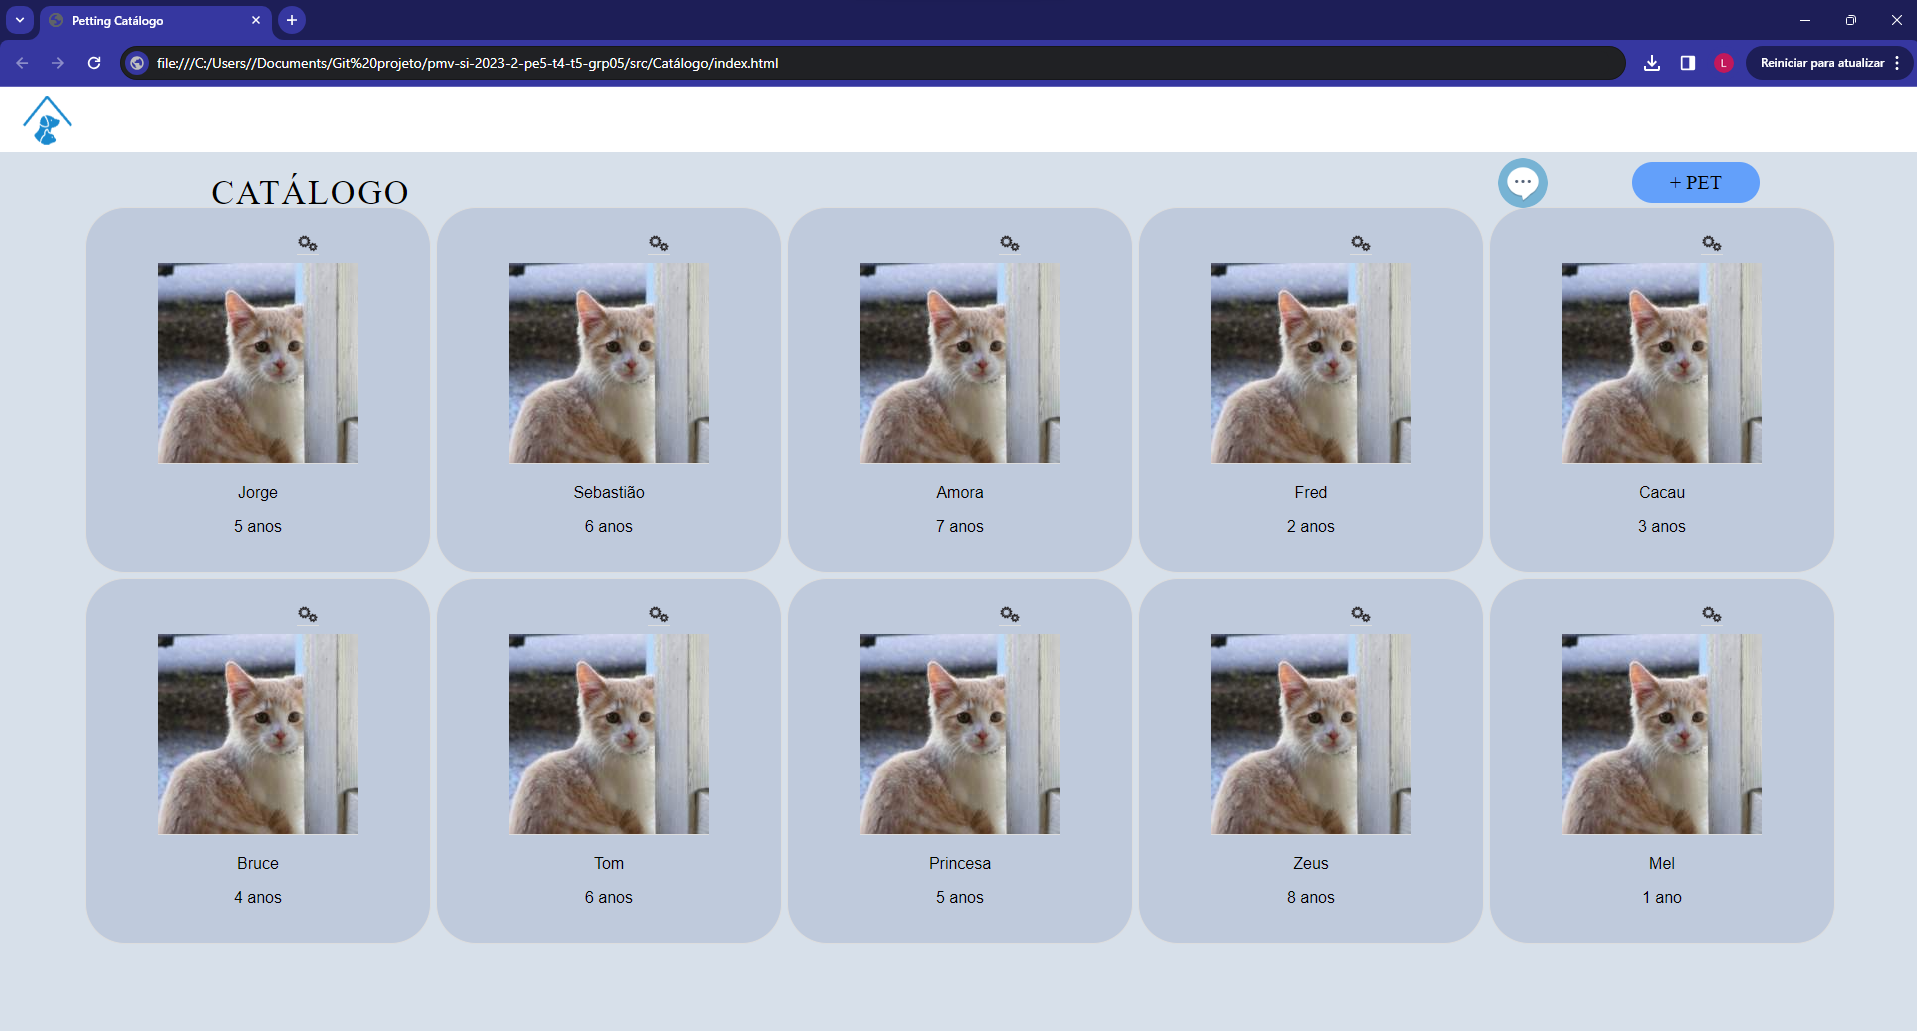 Petting Catálogo
file:///C:/Users//Documents/Git%20projeto/pmv-si-2023-2-pe5-t4-t5-grp05/src/Catálogo/index.html
L
Reiniciar para atualizar
CATÁLOGO
+ PET
Jorge
5 anos
Sebastião
6 anos
Amora
7 anos
Fred
2 anos
Cacau
3 anos
Bruce
4 anos
Tom
6 anos
Princesa
5 anos
Zeus
8 anos
Mel
1 ano